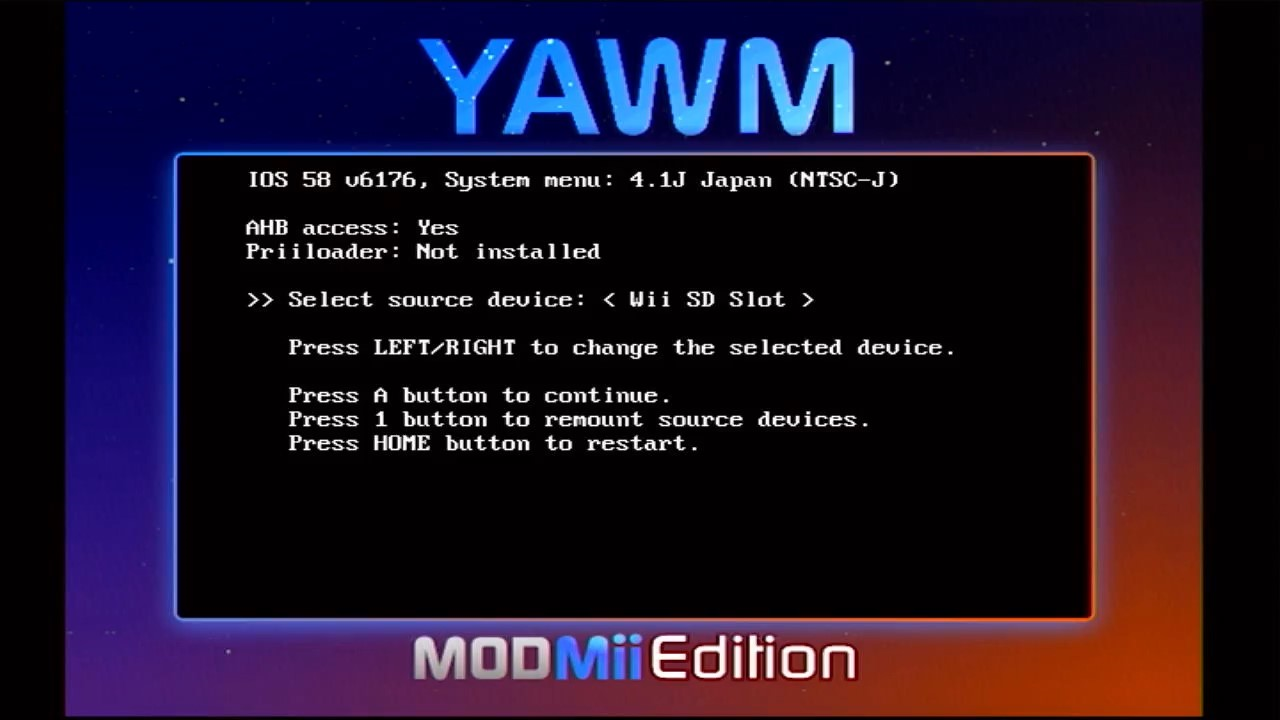 YAWM
IOS 58 v6176, System menu: 4.1J Japan (NTSC-J)
AHB access: Yes
Priiloader: Not installed
>> Select source device: < Wii SD Slot >
Press LEFT/RIGHT to change the selected device.
Press A button to continue.
Press 1 button to remount source devices.
Press HOME button to restart.
MODMii Edition